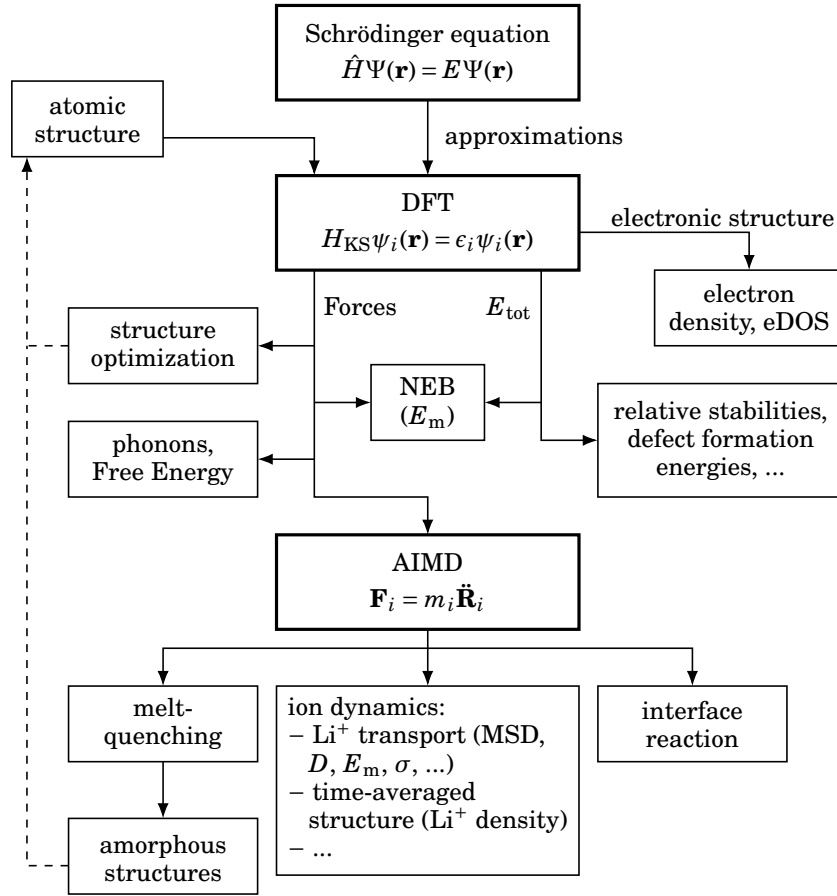 Schrödinger equation
ĤΨ(𝐫) = EΨ(𝐫)
atomic
structure
approximations
DFT
H_KS ψ_i(𝐫) = ϵ_i ψ_i(𝐫)
electronic structure
electron
density, eDOS
Forces
E_tot
structure
optimization
NEB
(E_m)
relative stabilities,
defect formation
energies, ...
phonons,
Free Energy
AIMD
𝐅_i = m_i 𝐑̈_i
melt-
quenching
ion dynamics:
– Li⁺ transport (MSD,
D, E_m, σ, ...)
– time-averaged
structure (Li⁺ density)
– ...
interface
reaction
amorphous
structures